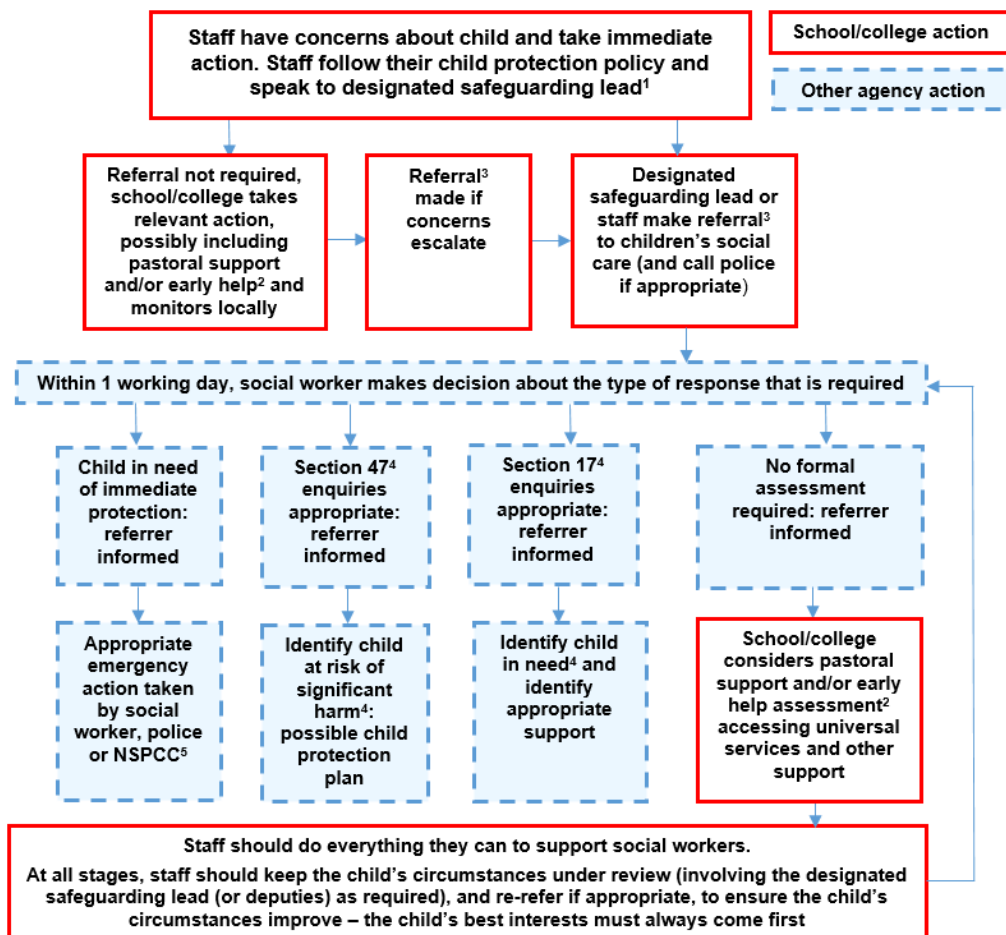 Staff have concerns about child and take immediate
action. Staff follow their child protection policy and
speak to designated safeguarding lead¹
School/college action
Other agency action
Referral not required,
school/college takes
relevant action,
possibly including
pastoral support
and/or early help² and
monitors locally
Referral³
made if
concerns
escalate
Designated
safeguarding lead or
staff make referral³
to children’s social
care (and call police
if appropriate)
Within 1 working day, social worker makes decision about the type of response that is required
Child in need
of immediate
protection:
referrer
informed
Section 47⁴
enquiries
appropriate:
referrer
informed
Section 17⁴
enquiries
appropriate:
referrer
informed
No formal
assessment
required: referrer
informed
Appropriate
emergency
action taken
by social
worker, police
or NSPCC⁵
Identify child
at risk of
significant
harm⁴:
possible child
protection
plan
Identify child
in need⁴ and
identify
appropriate
support
School/college
considers pastoral
support and/or early
help assessment²
accessing universal
services and other
support
Staff should do everything they can to support social workers.
At all stages, staff should keep the child’s circumstances under review (involving the designated
safeguarding lead (or deputies) as required), and re-refer if appropriate, to ensure the child’s
circumstances improve – the child’s best interests must always come first